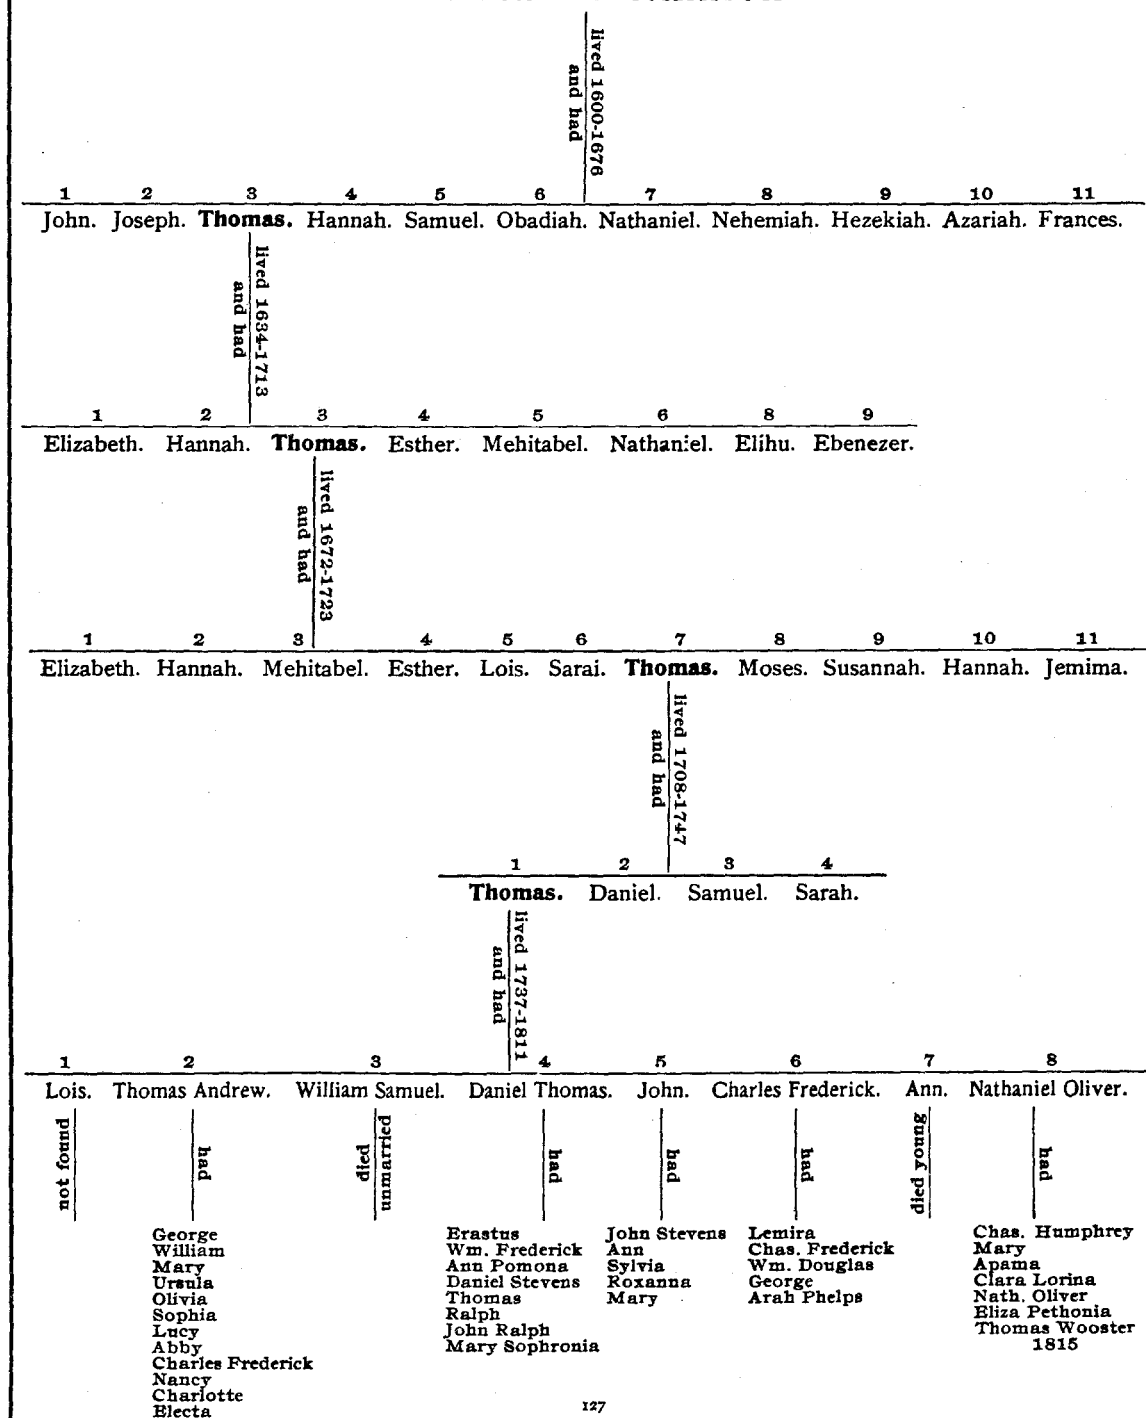 lived 1600-1676
and had
1 2 3 4 5 6 7 8 9 10 11
John. Joseph. Thomas. Hannah. Samuel. Obadiah. Nathaniel. Nehemiah. Hezekiah. Azariah. Frances.
lived 1634-1713
and had
1 2 3 4 5 6 8 9
Elizabeth. Hannah. Thomas. Esther. Mehitabel. Nathaniel. Elihu. Ebenezer.
lived 1672-1723
and had
1 2 3 4 5 6 7 8 9 10 11
Elizabeth. Hannah. Mehitabel. Esther. Lois. Sarai. Thomas. Moses. Susannah. Hannah. Jemima.
lived 1708-1747
and had
1 2 3 4
Thomas. Daniel. Samuel. Sarah.
lived 1737-1811
and had
1 2 3 4 5 6 7 8
Lois. Thomas Andrew. William Samuel. Daniel Thomas. John. Charles Frederick. Ann. Nathaniel Oliver.
not found
had
died
unmarried
had
had
had
died young
had
George
William
Mary
Ursula
Olivia
Sophia
Lucy
Abby
Charles Frederick
Nancy
Charlotte
Electa
Erastus
Wm. Frederick
Ann Pomona
Daniel Stevens
Thomas
Ralph
John Ralph
Mary Sophronia
John Stevens
Ann
Sylvia
Roxanna
Mary
Lemira
Chas. Frederick
Wm. Douglas
George
Arah Phelps
Chas. Humphrey
Mary
Apama
Clara Lorina
Nath. Oliver
Eliza Pethonia
Thomas Wooster
1815
127